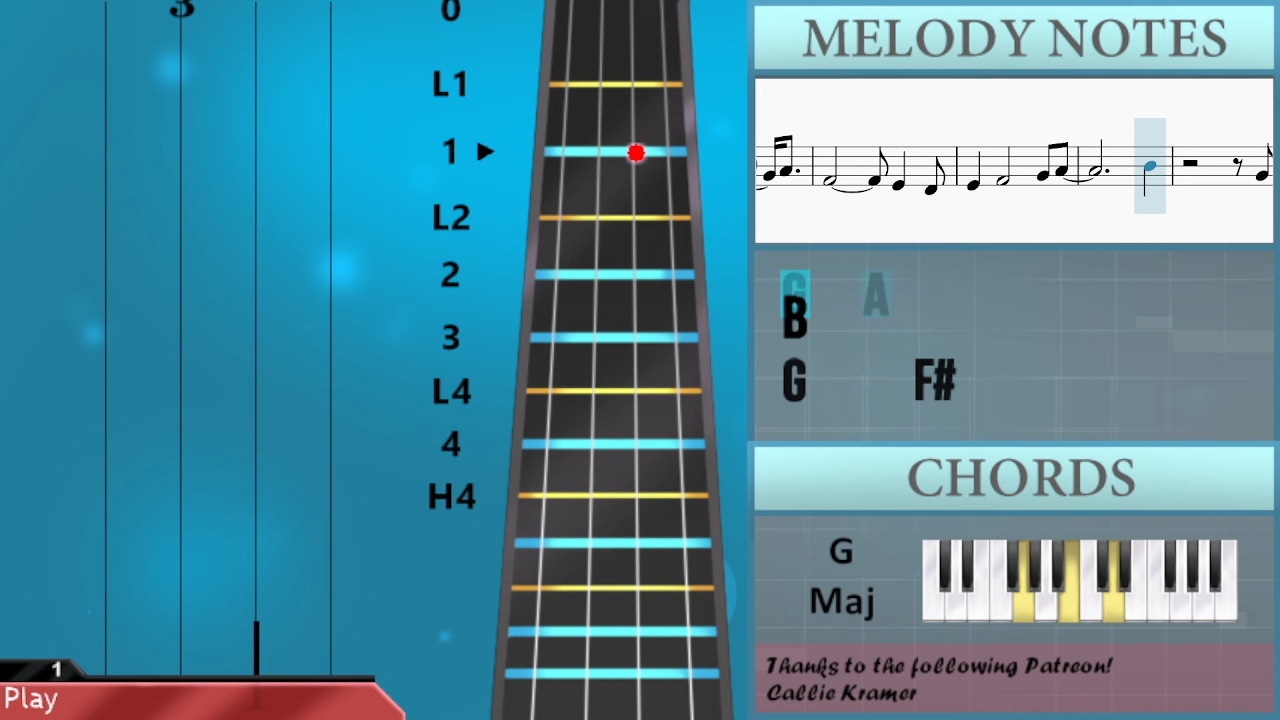 3
0
L1
1
L2
2
3
L4
4
H4
1
Play
MELODY NOTES
G A
B
G F#
CHORDS
G
Maj
Thanks to the following Patreon!
Callie Kramer